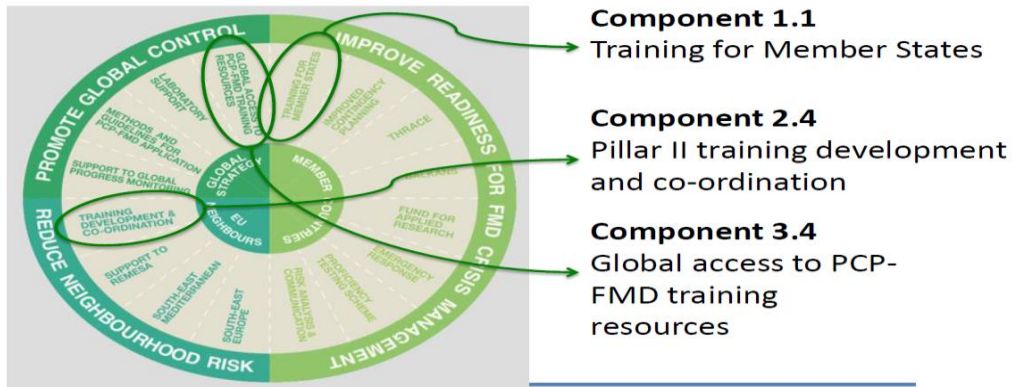 PROMOTE GLOBAL CONTROL
IMPROVE READINESS FOR FMD CRISIS MANAGEMENT
REDUCE NEIGHBOURHOOD RISK
GLOBAL ACCESS TO
PCP-FMD TRAINING
RESOURCES
LABORATORY
SUPPORT
METHODS AND
GUIDELINES FOR
PCP-FMD APPLICATION
SUPPORT TO GLOBAL
PROGRESS MONITORING
TRAINING
DEVELOPMENT &
CO-ORDINATION
SUPPORT TO
REMESA
SOUTH-EAST
MEDITERRANEAN
SOUTH-EAST
EUROPE
TRAINING FOR
MEMBER STATES
IMPROVED
CONTINGENCY
PLANNING
THRACE
BALKANS
FUND FOR
APPLIED
RESEARCH
EMERGENCY
RESPONSE
PROFICIENCY
TESTING SCHEME
RISK ANALYSIS &
COMMUNICATION
GLOBAL
STRATEGY
MEMBER COUNTRIES
EU
NEIGHBOURS
Component 1.1
Training for Member States
Component 2.4
Pillar II training development
and co-ordination
Component 3.4
Global access to PCP-
FMD training
resources